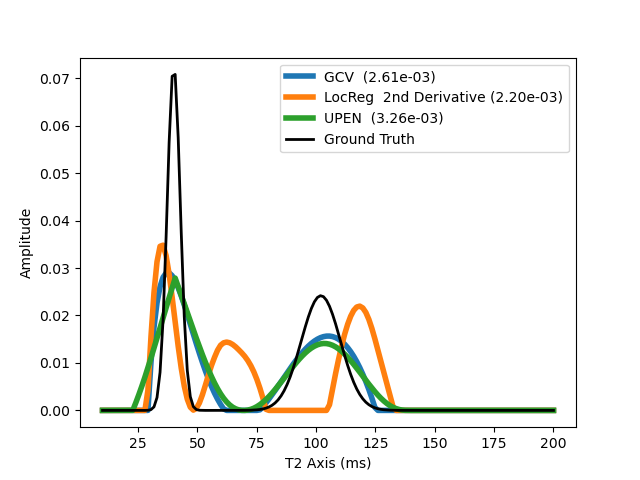 GCV (2.61e-03)
LocReg 2nd Derivative (2.20e-03)
UPEN (3.26e-03)
Ground Truth
Amplitude
0.07
0.06
0.05
0.04
0.03
0.02
0.01
0.00
25 50 75 100 125 150 175 200
T2 Axis (ms)